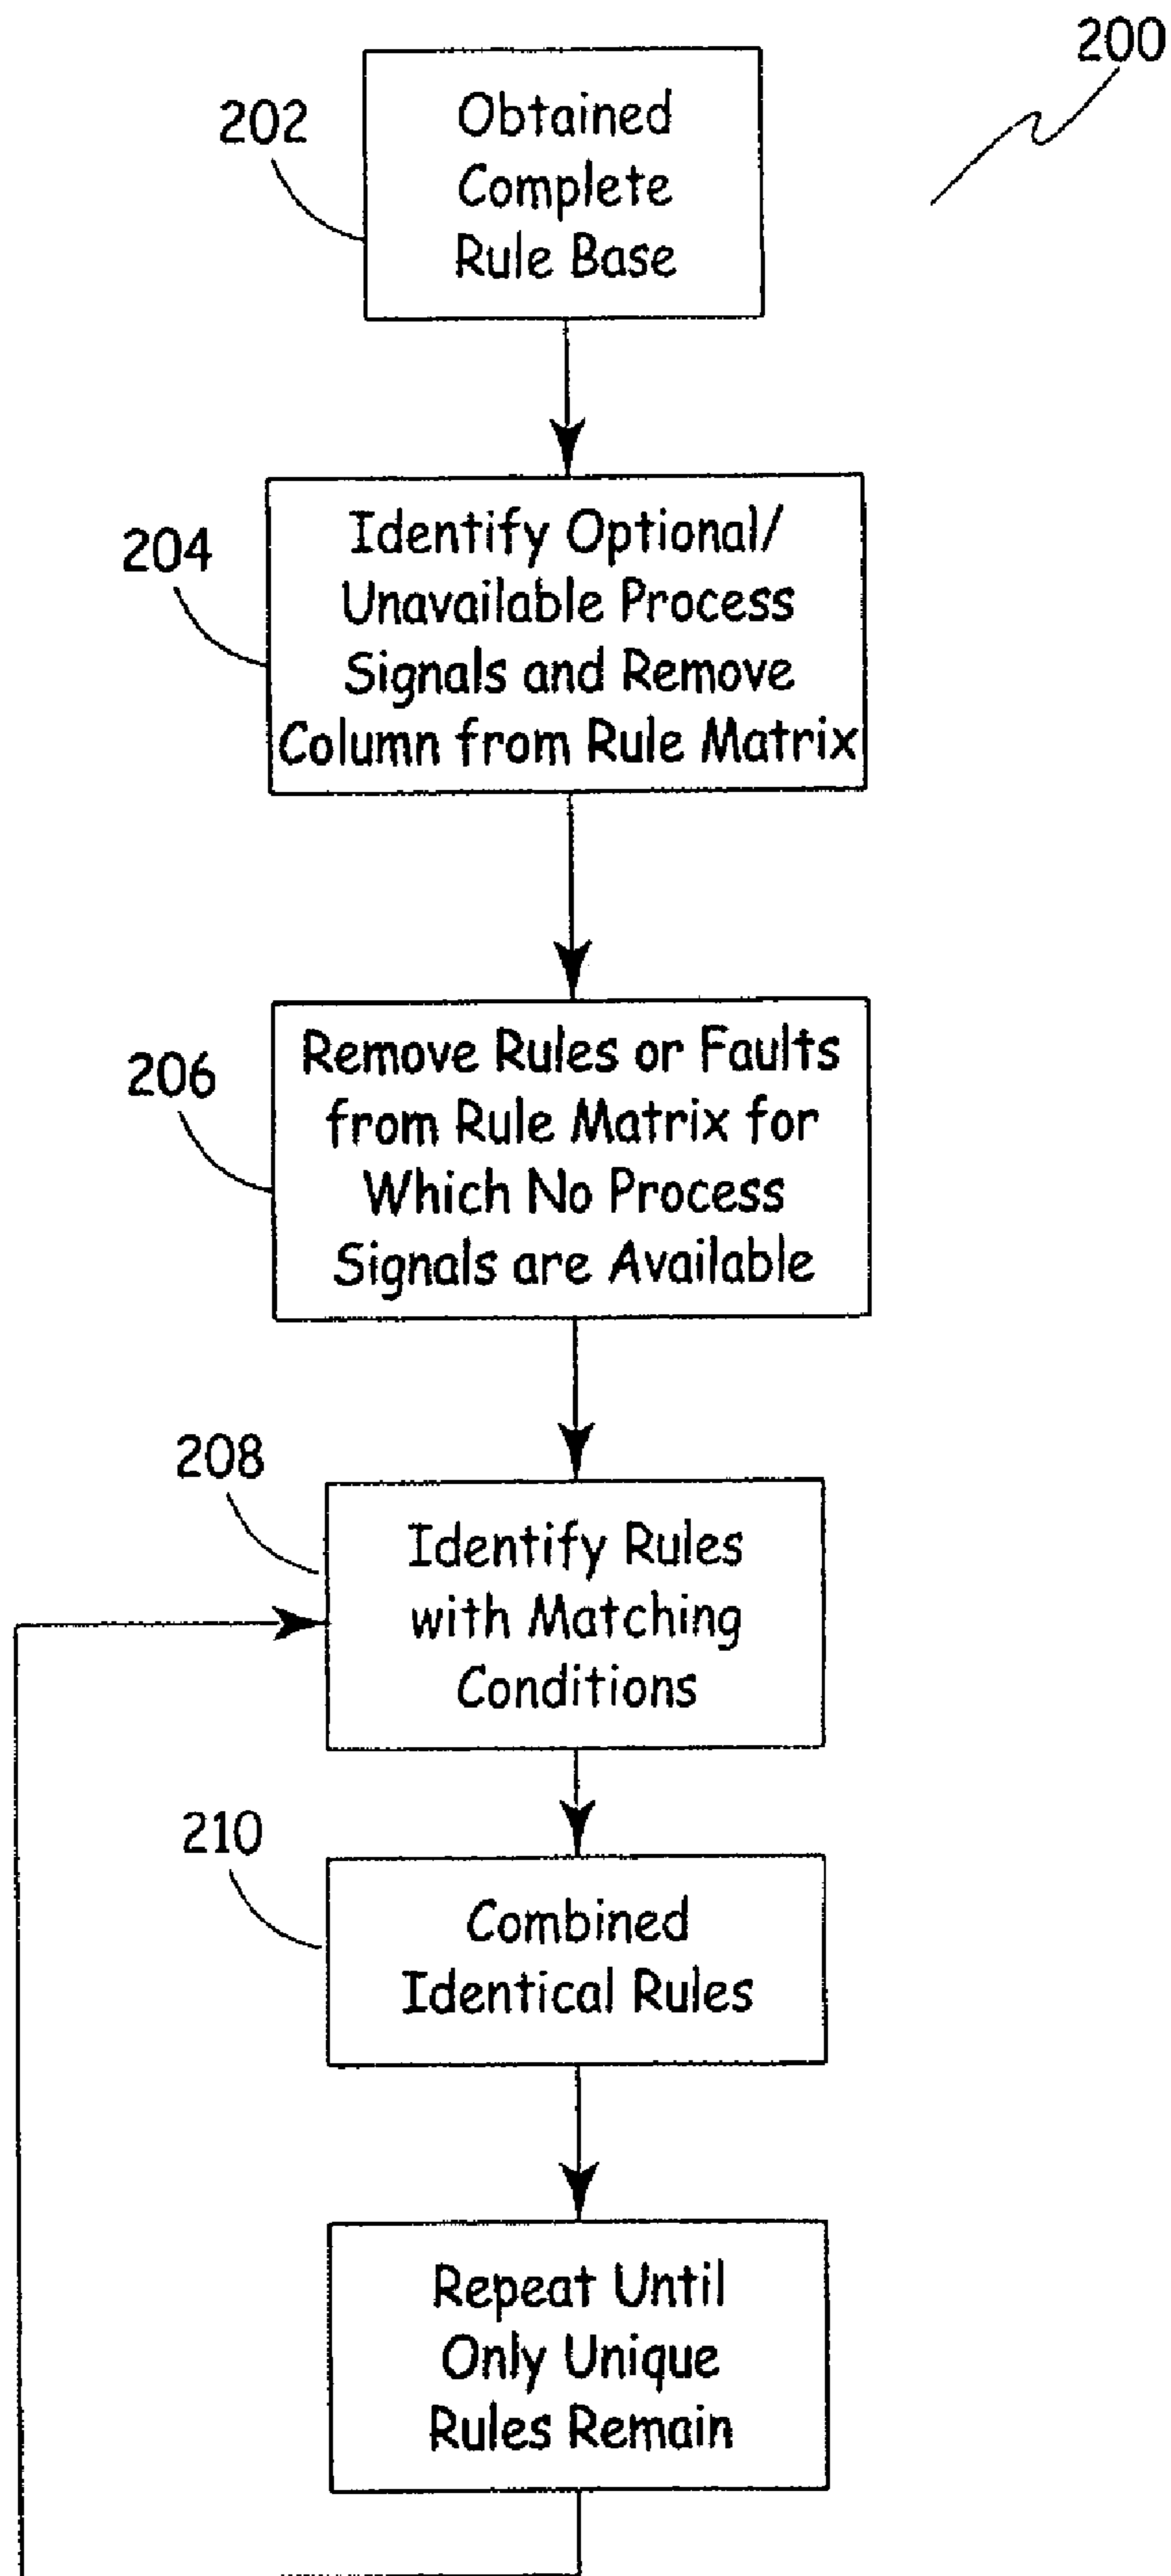 200
202
Obtained
Complete
Rule Base
204
Identify Optional/
Unavailable Process
Signals and Remove
Column from Rule Matrix
206
Remove Rules or Faults
from Rule Matrix for
Which No Process
Signals are Available
208
Identify Rules
with Matching
Conditions
210
Combined
Identical Rules
Repeat Until
Only Unique
Rules Remain